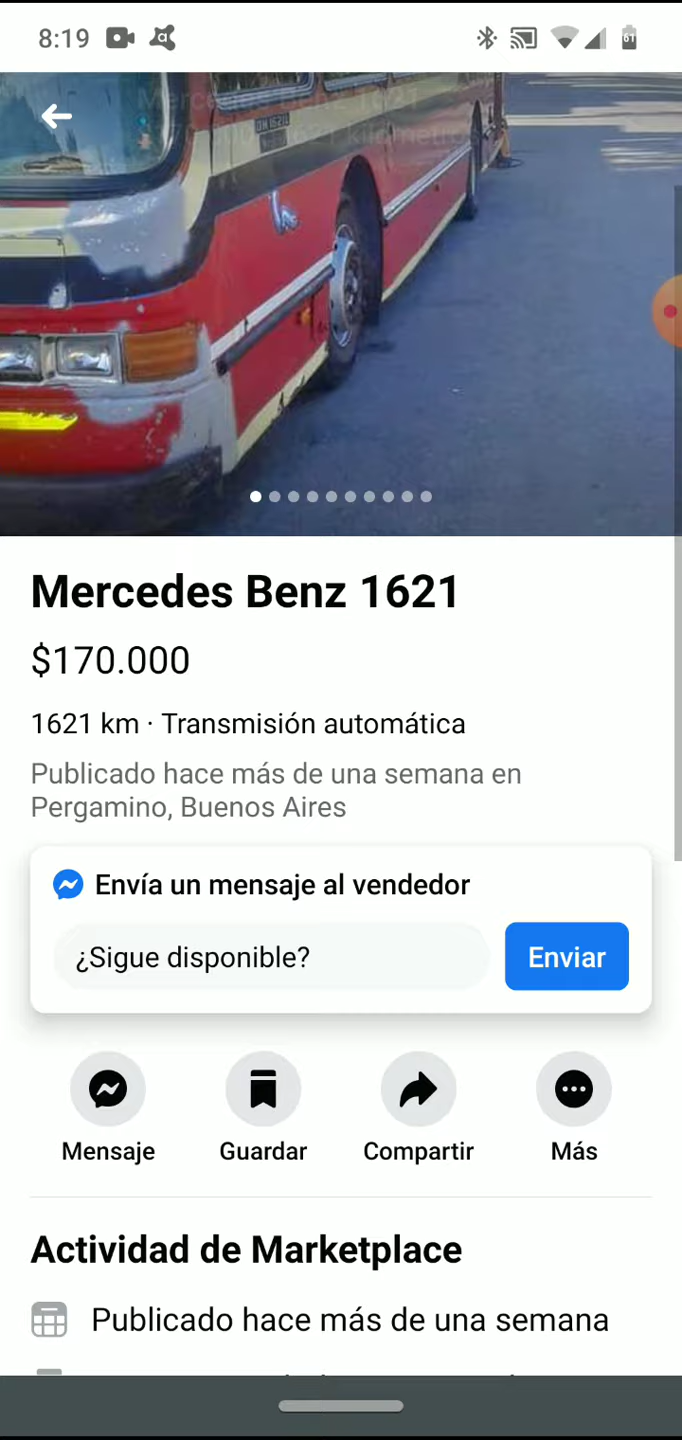 8:19
61
Mercedes Benz 1621
$170.000
1621 km · Transmisión automática
Publicado hace más de una semana en
Pergamino, Buenos Aires
Envía un mensaje al vendedor
¿Sigue disponible?
Enviar
Mensaje
Guardar
Compartir
Más
Actividad de Marketplace
Publicado hace más de una semana